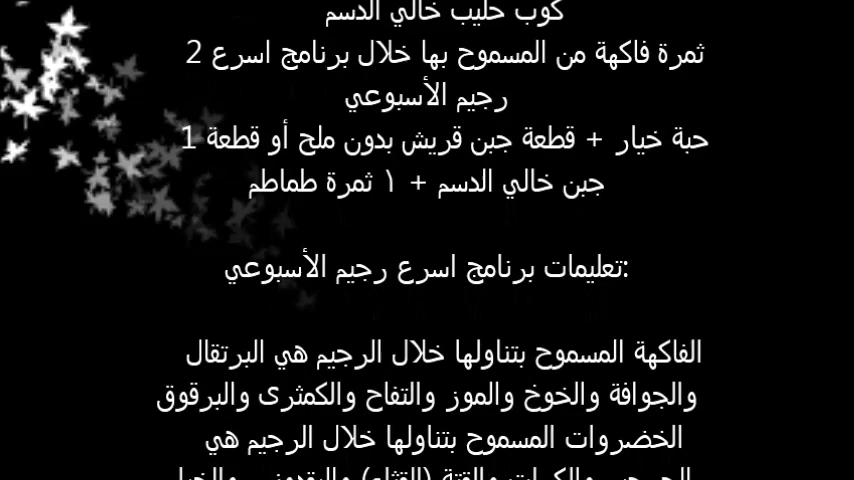 كوب حليب خالي الدسم
2 ثمرة فاكهة من المسموح بها خلال برنامج اسرع
رجيم الأسبوعي
1 حبة خيار + قطعة جبن قريش بدون ملح أو قطعة
جبن خالي الدسم + ١ ثمرة طماطم
تعليمات برنامج اسرع رجيم الأسبوعي:
الفاكهة المسموح بتناولها خلال الرجيم هي البرتقال
والجوافة والخوخ والموز والتفاح والكمثرى والبرقوق
الخضروات المسموح بتناولها خلال الرجيم هي